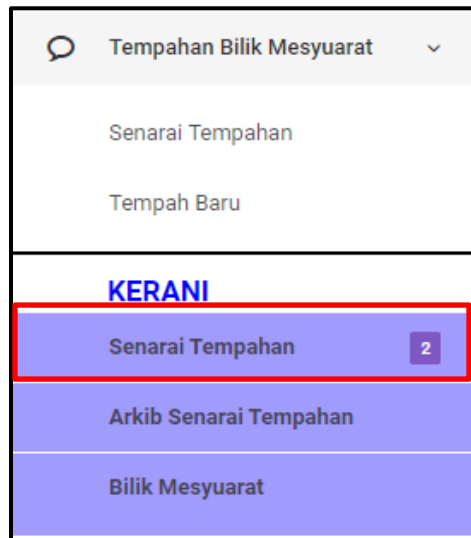 Tempahan Bilik Mesyuarat
Senarai Tempahan
Tempah Baru
KERANI
Senarai Tempahan 2
Arkib Senarai Tempahan
Bilik Mesyuarat